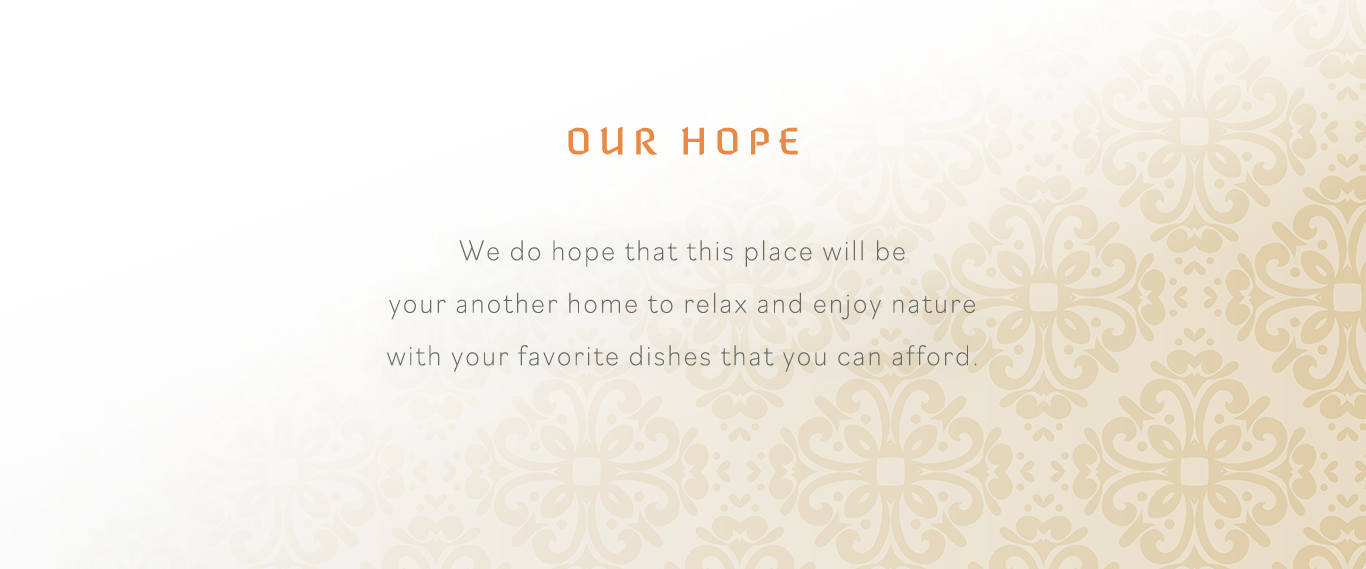 OUR HOPE
We do hope that this place will be
your another home to relax and enjoy nature
with your favorite dishes that you can afford.